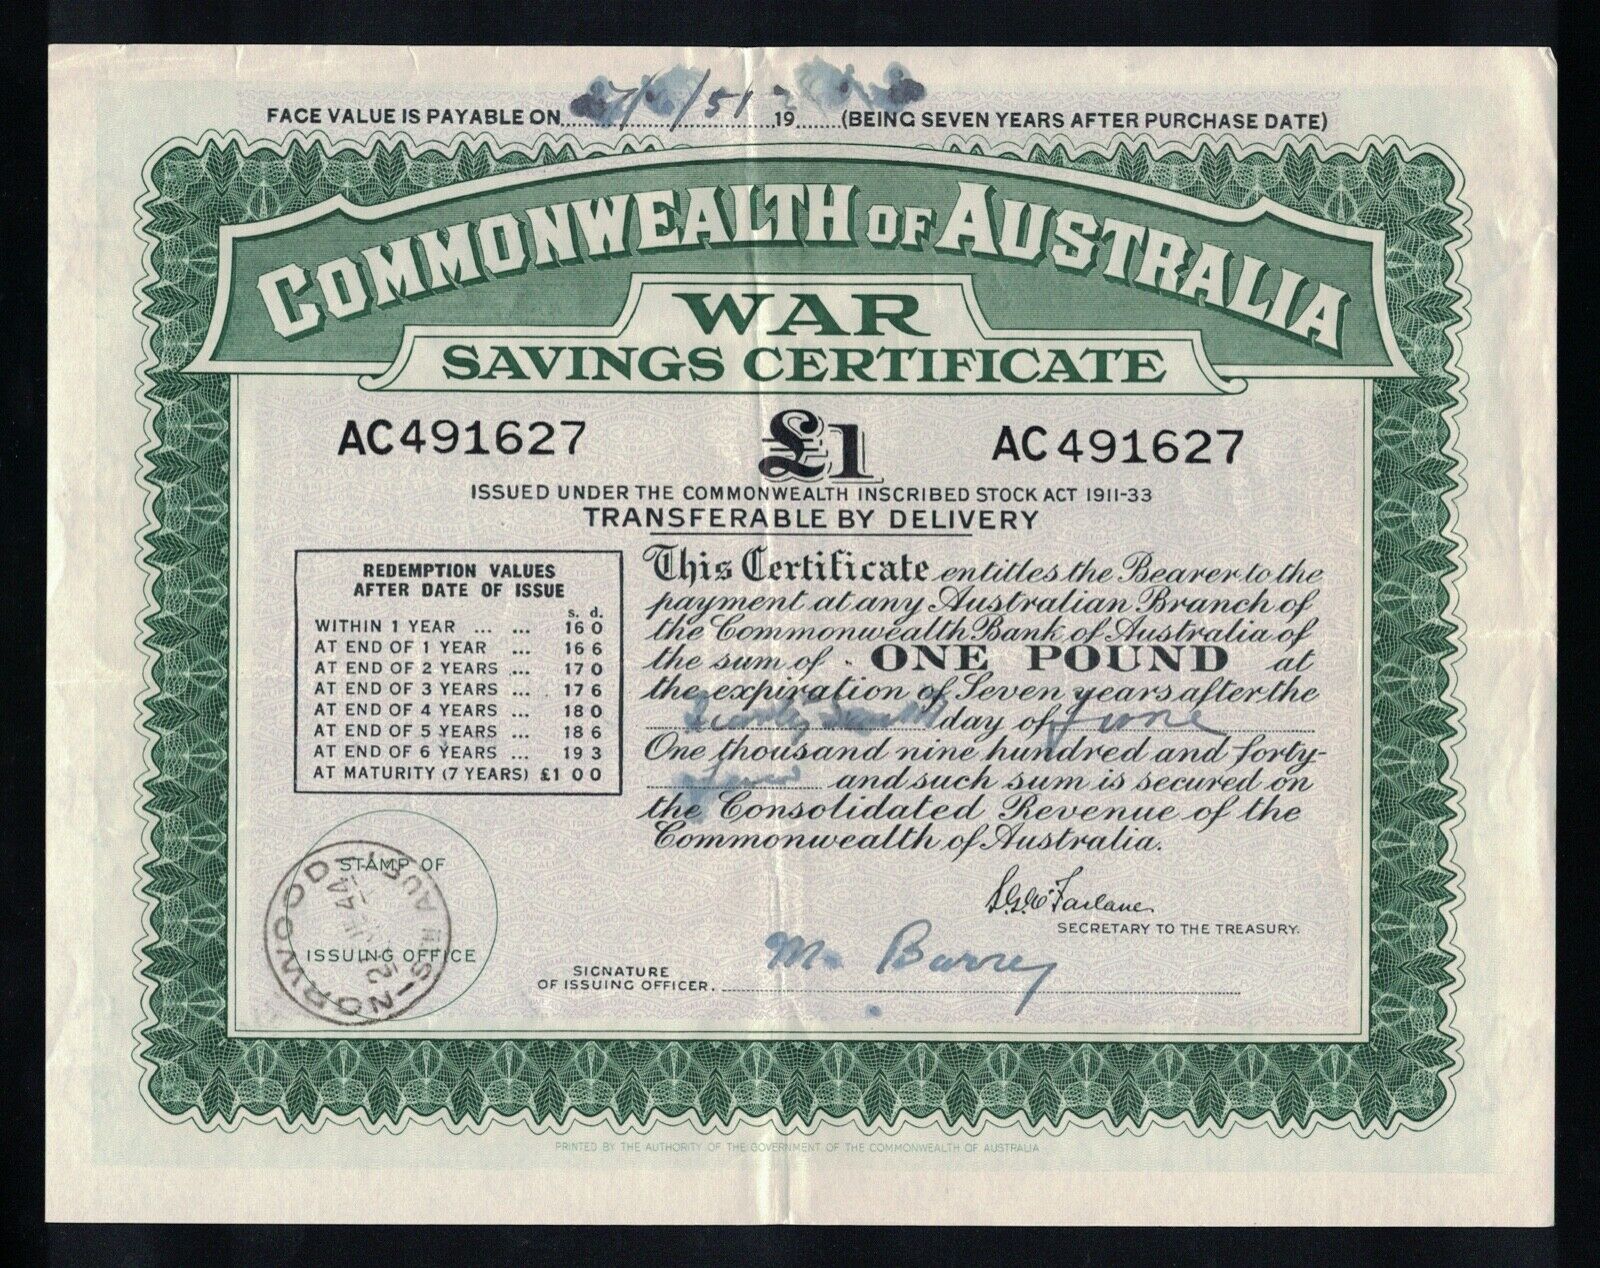 FACE VALUE IS PAYABLE ON /51 19 (BEING SEVEN YEARS AFTER PURCHASE DATE)
COMMONWEALTH OF AUSTRALIA
WAR
SAVINGS CERTIFICATE
AC491627 £1 AC491627
ISSUED UNDER THE COMMONWEALTH INSCRIBED STOCK ACT 1911-33
TRANSFERABLE BY DELIVERY
REDEMPTION VALUES
AFTER DATE OF ISSUE
s. d.
WITHIN 1 YEAR ... ... 16 0
AT END OF 1 YEAR ... 16 6
AT END OF 2 YEARS ... 17 0
AT END OF 3 YEARS ... 17 6
AT END OF 4 YEARS ... 18 0
AT END OF 5 YEARS ... 18 6
AT END OF 6 YEARS ... 19 3
AT MATURITY (7 YEARS) £1 0 0
This Certificate entitles the Bearer to the
payment at any Australian Branch of
the Commonwealth Bank of Australia of
the sum of ONE POUND at
the expiration of Seven years after the
day of June
One thousand nine hundred and forty-
and such sum is secured on
the Consolidated Revenue of the
Commonwealth of Australia.
STAMP OF
ISSUING OFFICE
NORWOOD
STH. AUST
44
S.G. McFarlane
SECRETARY TO THE TREASURY.
SIGNATURE
OF ISSUING OFFICER. Barrey
PRINTED BY THE AUTHORITY OF THE GOVERNMENT OF THE COMMONWEALTH OF AUSTRALIA